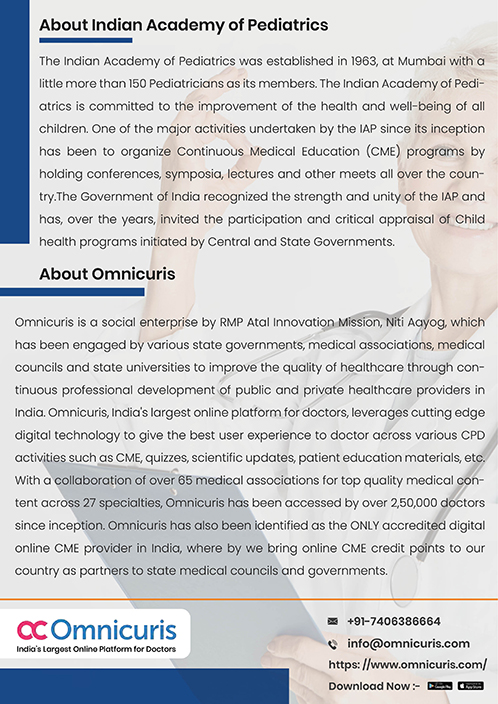 About Indian Academy of Pediatrics
The Indian Academy of Pediatrics was established in 1963, at Mumbai with a
little more than 150 Pediatricians as its members. The Indian Academy of Pedi-
atrics is committed to the improvement of the health and well-being of all
children. One of the major activities undertaken by the IAP since its inception
has been to organize Continuous Medical Education (CME) programs by
holding conferences, symposia, lectures and other meets all over the coun-
try.The Government of India recognized the strength and unity of the IAP and
has, over the years, invited the participation and critical appraisal of Child
health programs initiated by Central and State Governments.
About Omnicuris
Omnicuris is a social enterprise by RMP Atal Innovation Mission, Niti Aayog, which
has been engaged by various state governments, medical associations, medical
councils and state universities to improve the quality of healthcare through con-
tinuous professional development of public and private healthcare providers in
India. Omnicuris, India's largest online platform for doctors, leverages cutting edge
digital technology to give the best user experience to doctor across various CPD
activities such as CME, quizzes, scientific updates, patient education materials, etc.
With a collaboration of over 65 medical associations for top quality medical con-
tent across 27 specialties, Omnicuris has been accessed by over 2,50,000 doctors
since inception. Omnicuris has also been identified as the ONLY accredited digital
online CME provider in India, where by we bring online CME credit points to our
country as partners to state medical councils and governments.
Omnicuris
India's Largest Online Platform for Doctors
+91-7406386664
info@omnicuris.com
https: //www.omnicuris.com/
Download Now :- Google Play App Store